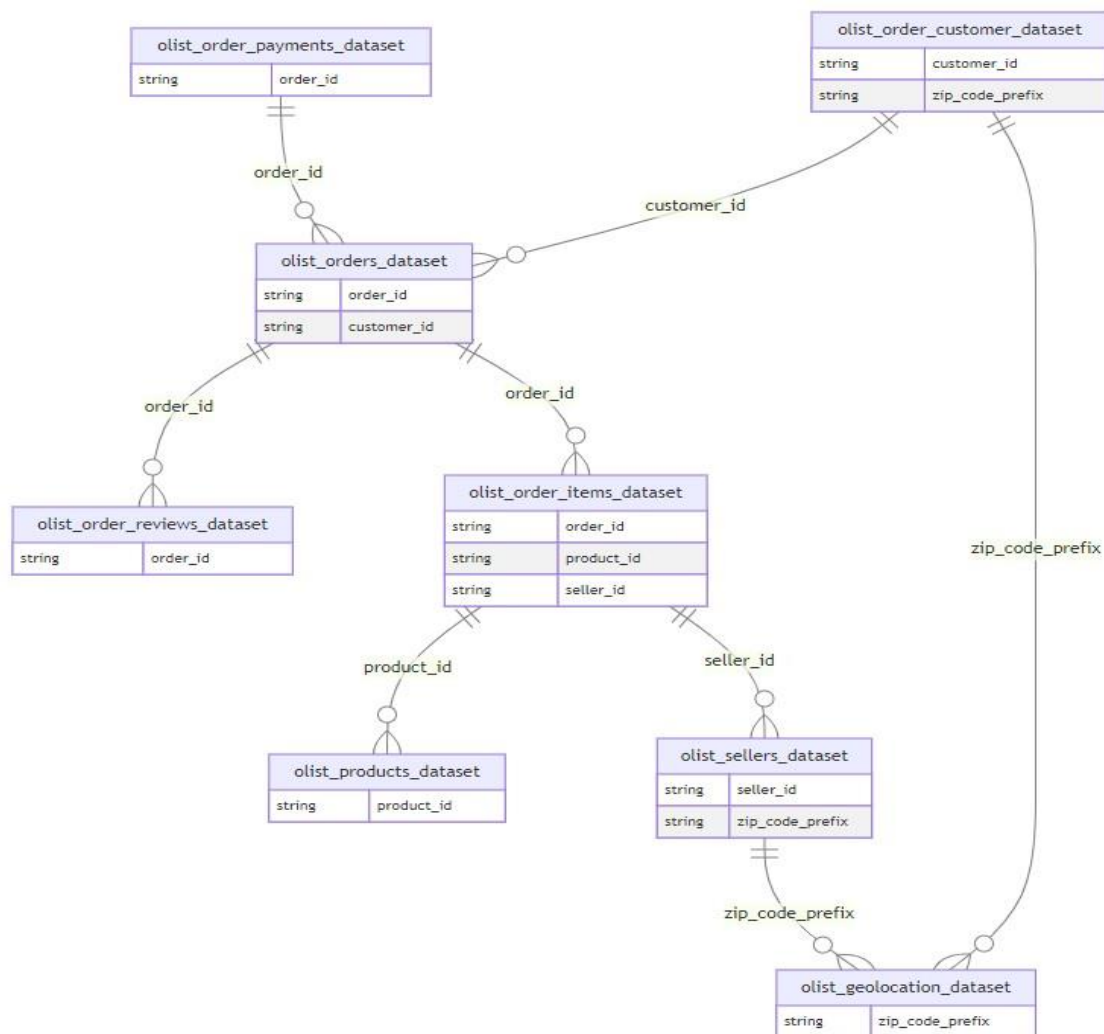 olist_order_payments_dataset
string order_id
olist_order_customer_dataset
string customer_id
string zip_code_prefix
order_id
customer_id
olist_orders_dataset
string order_id
string customer_id
order_id
order_id
olist_order_items_dataset
string order_id
string product_id
string seller_id
olist_order_reviews_dataset
string order_id
zip_code_prefix
product_id
seller_id
olist_products_dataset
string product_id
olist_sellers_dataset
string seller_id
string zip_code_prefix
zip_code_prefix
olist_geolocation_dataset
string zip_code_prefix